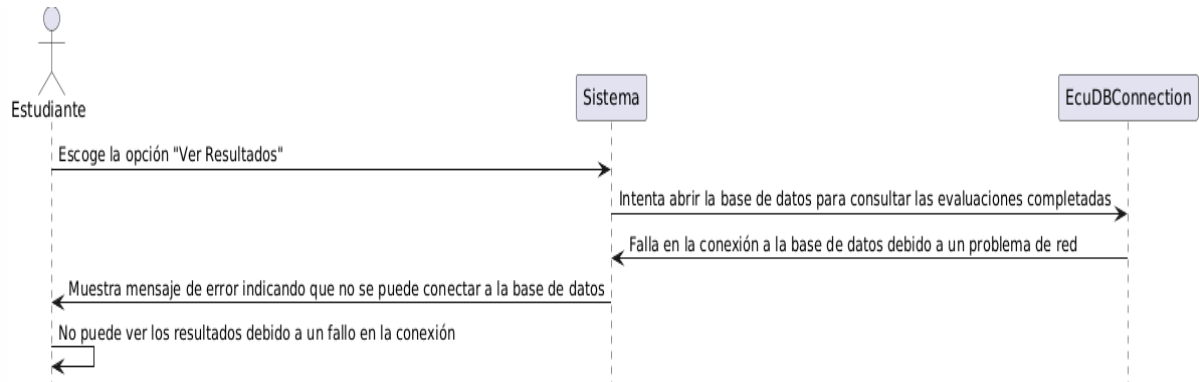 Estudiante
Sistema
EcuDBConnection
Escoge la opción "Ver Resultados"
Intenta abrir la base de datos para consultar las evaluaciones completadas
Falla en la conexión a la base de datos debido a un problema de red
Muestra mensaje de error indicando que no se puede conectar a la base de datos
No puede ver los resultados debido a un fallo en la conexión